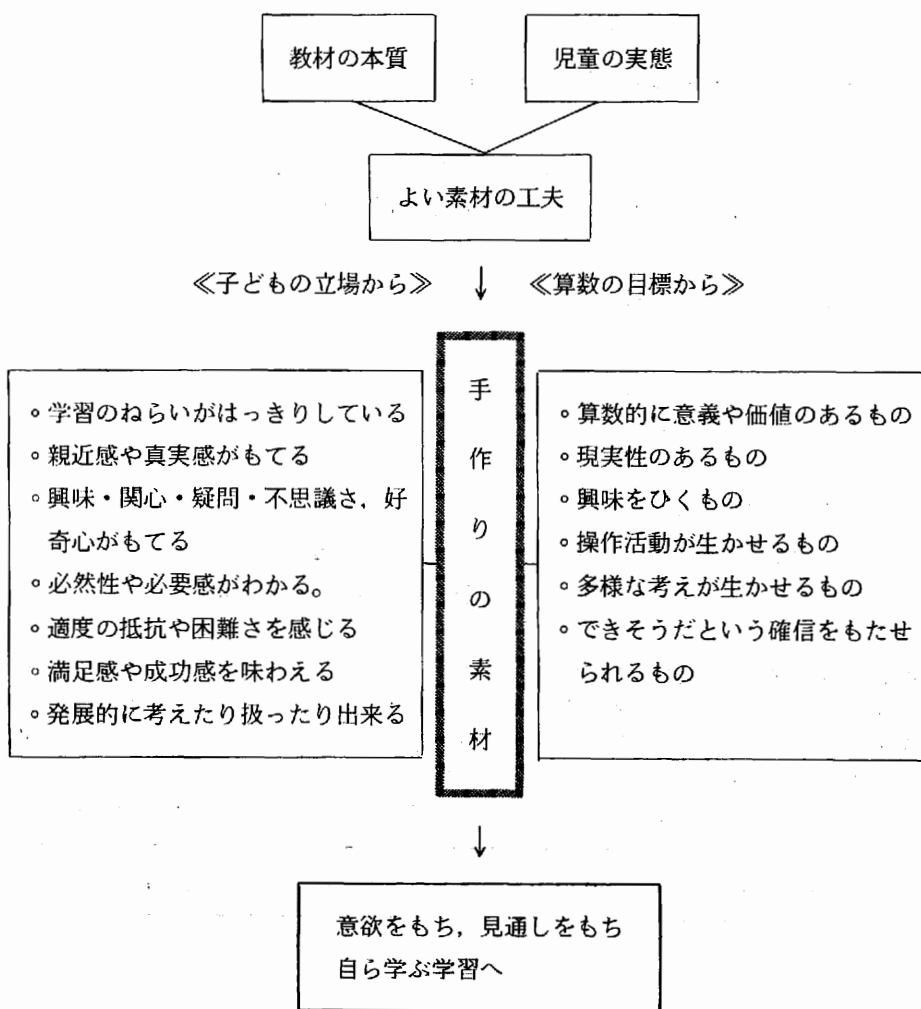 教材の本質
児童の実態
よい素材の工夫
≪子どもの立場から≫ ↓ ≪算数の目標から≫
◦学習のねらいがはっきりしている
◦親近感や真実感がもてる
◦興味・関心・疑問・不思議さ，好
奇心がもてる
◦必然性や必要感がわかる。
◦適度の抵抗や困難さを感じる
◦満足感や成功感を味わえる
◦発展的に考えたり扱ったり出来る
手作りの素材
◦算数的に意義や価値のあるもの
◦現実性のあるもの
◦興味をひくもの
◦操作活動が生かせるもの
◦多様な考えが生かせるもの
◦できそうだという確信をもたせ
られるもの
↓
意欲をもち，見通しをもち
自ら学ぶ学習へ